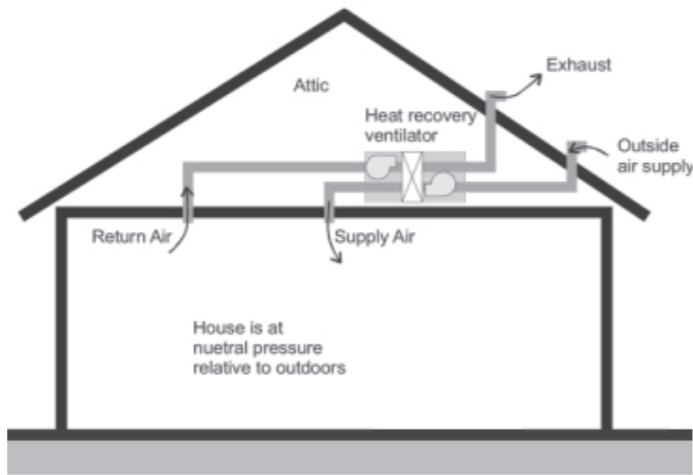 Exhaust
Attic
Heat recovery
ventilator
Outside
air supply
Return Air
Supply Air
House is at
nuetral pressure
relative to outdoors